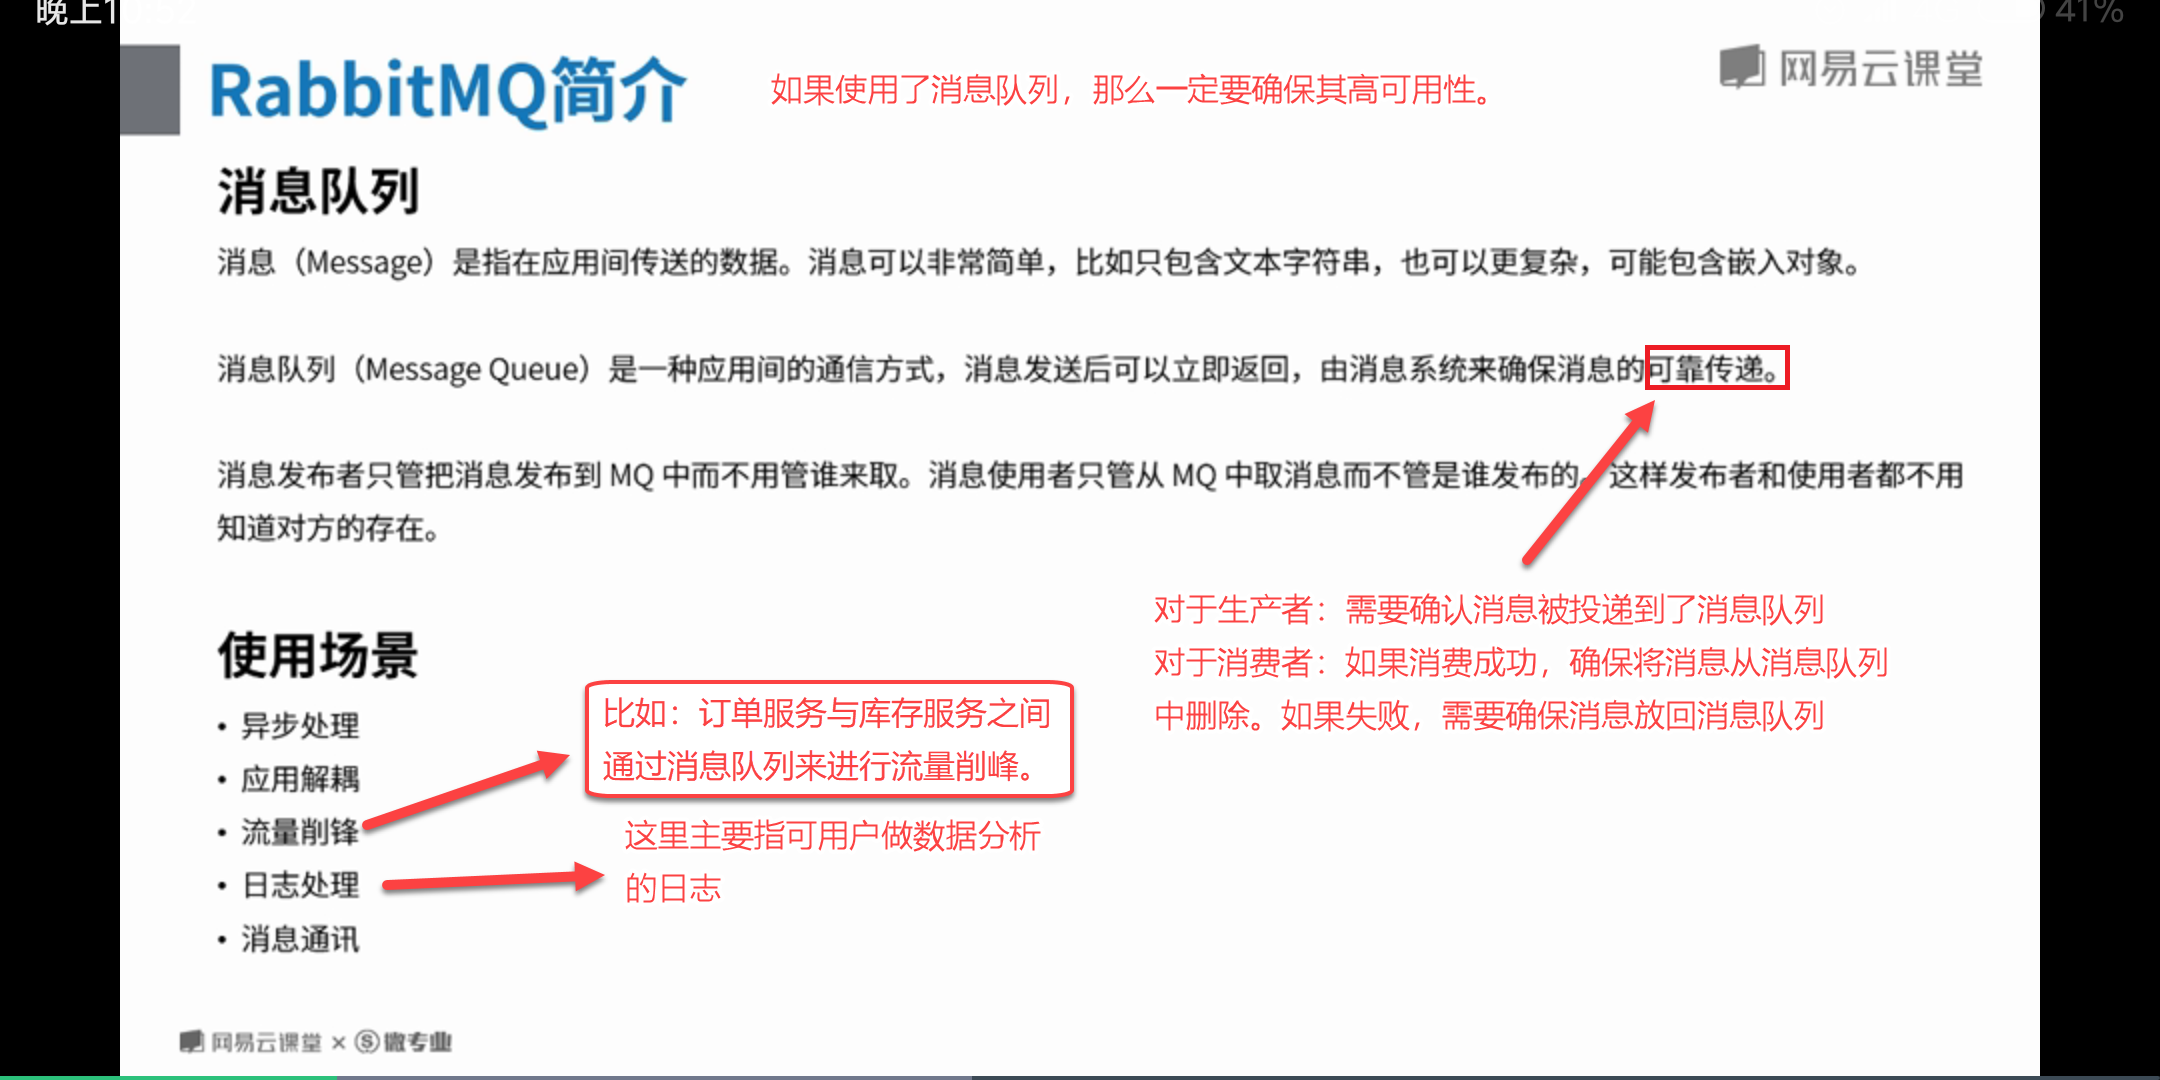 晚上1
41%
RabbitMQ简介
如果使用了消息队列，那么一定要确保其高可用性。
网易云课堂
消息队列
消息（Message）是指在应用间传送的数据。消息可以非常简单，比如只包含文本字符串，也可以更复杂，可能包含嵌入对象。
消息队列（Message Queue）是一种应用间的通信方式，消息发送后可以立即返回，由消息系统来确保消息的可靠传递。
消息发布者只管把消息发布到 MQ 中而不用管谁来取。消息使用者只管从 MQ 中取消息而不管是谁发布的。这样发布者和使用者都不用
知道对方的存在。
对于生产者：需要确认消息被投递到了消息队列
对于消费者：如果消费成功，确保将消息从消息队列
中删除。如果失败，需要确保消息放回消息队列
使用场景
• 异步处理
• 应用解耦
• 流量削锋
• 日志处理
• 消息通讯
比如：订单服务与库存服务之间
通过消息队列来进行流量削峰。
这里主要指可用户做数据分析
的日志
网易云课堂 × 微专业